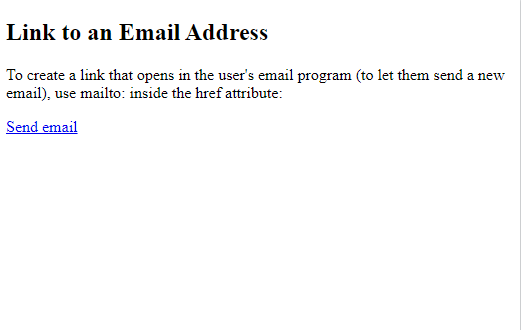 Link to an Email Address
To create a link that opens in the user's email program (to let them send a new
email), use mailto: inside the href attribute:
Send email